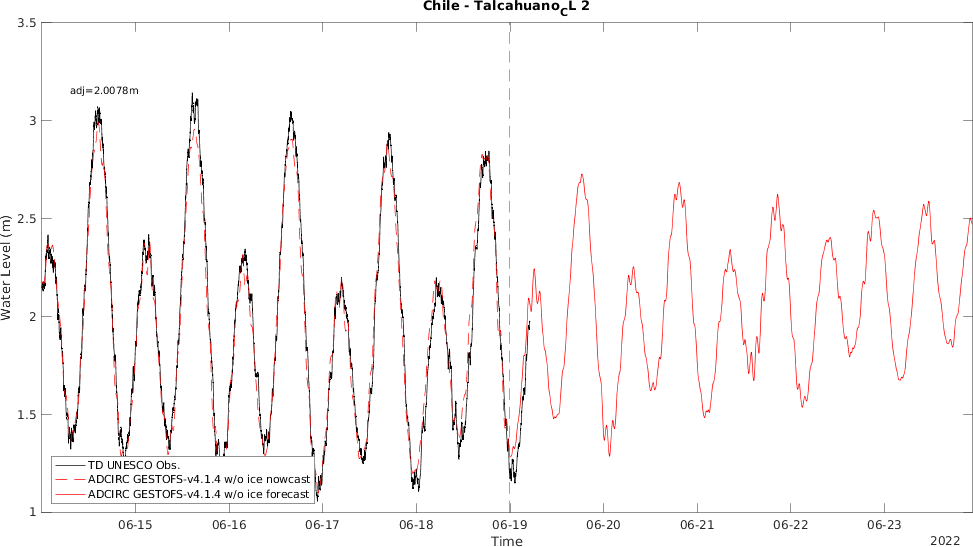 Chile - Talcahuano_CL 2
adj=2.0078m
3.5
3
2.5
2
1.5
1
Water Level (m)
TD UNESCO Obs.
ADCIRC GESTOFS-v4.1.4 w/o ice nowcast
ADCIRC GESTOFS-v4.1.4 w/o ice forecast
06-15 06-16 06-17 06-18 06-19 06-20 06-21 06-22 06-23
Time
2022